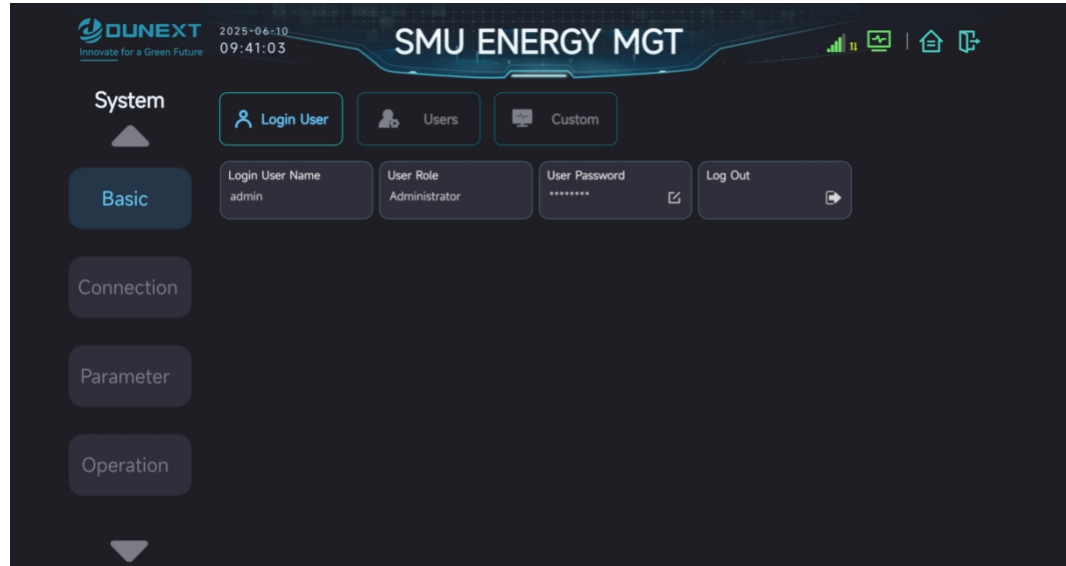 DUNEXT
Innovate for a Green Future
2025-06-10
09:41:03
SMU ENERGY MGT
System
Login User
Users
Custom
Login User Name
admin
User Role
Administrator
User Password
********
Log Out
Basic
Connection
Parameter
Operation